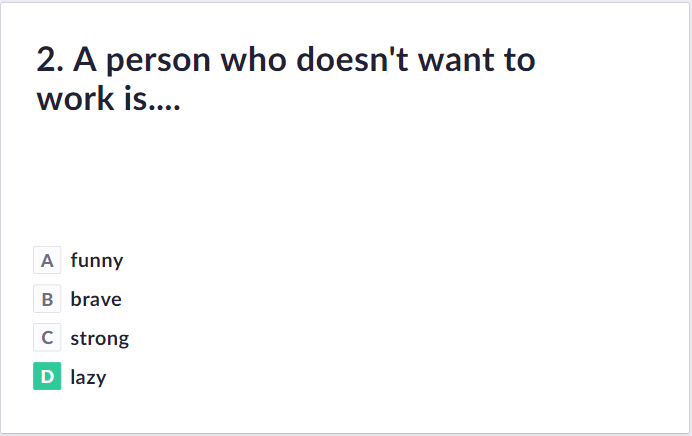 2. A person who doesn't want to
work is....
A funny
B brave
C strong
D lazy